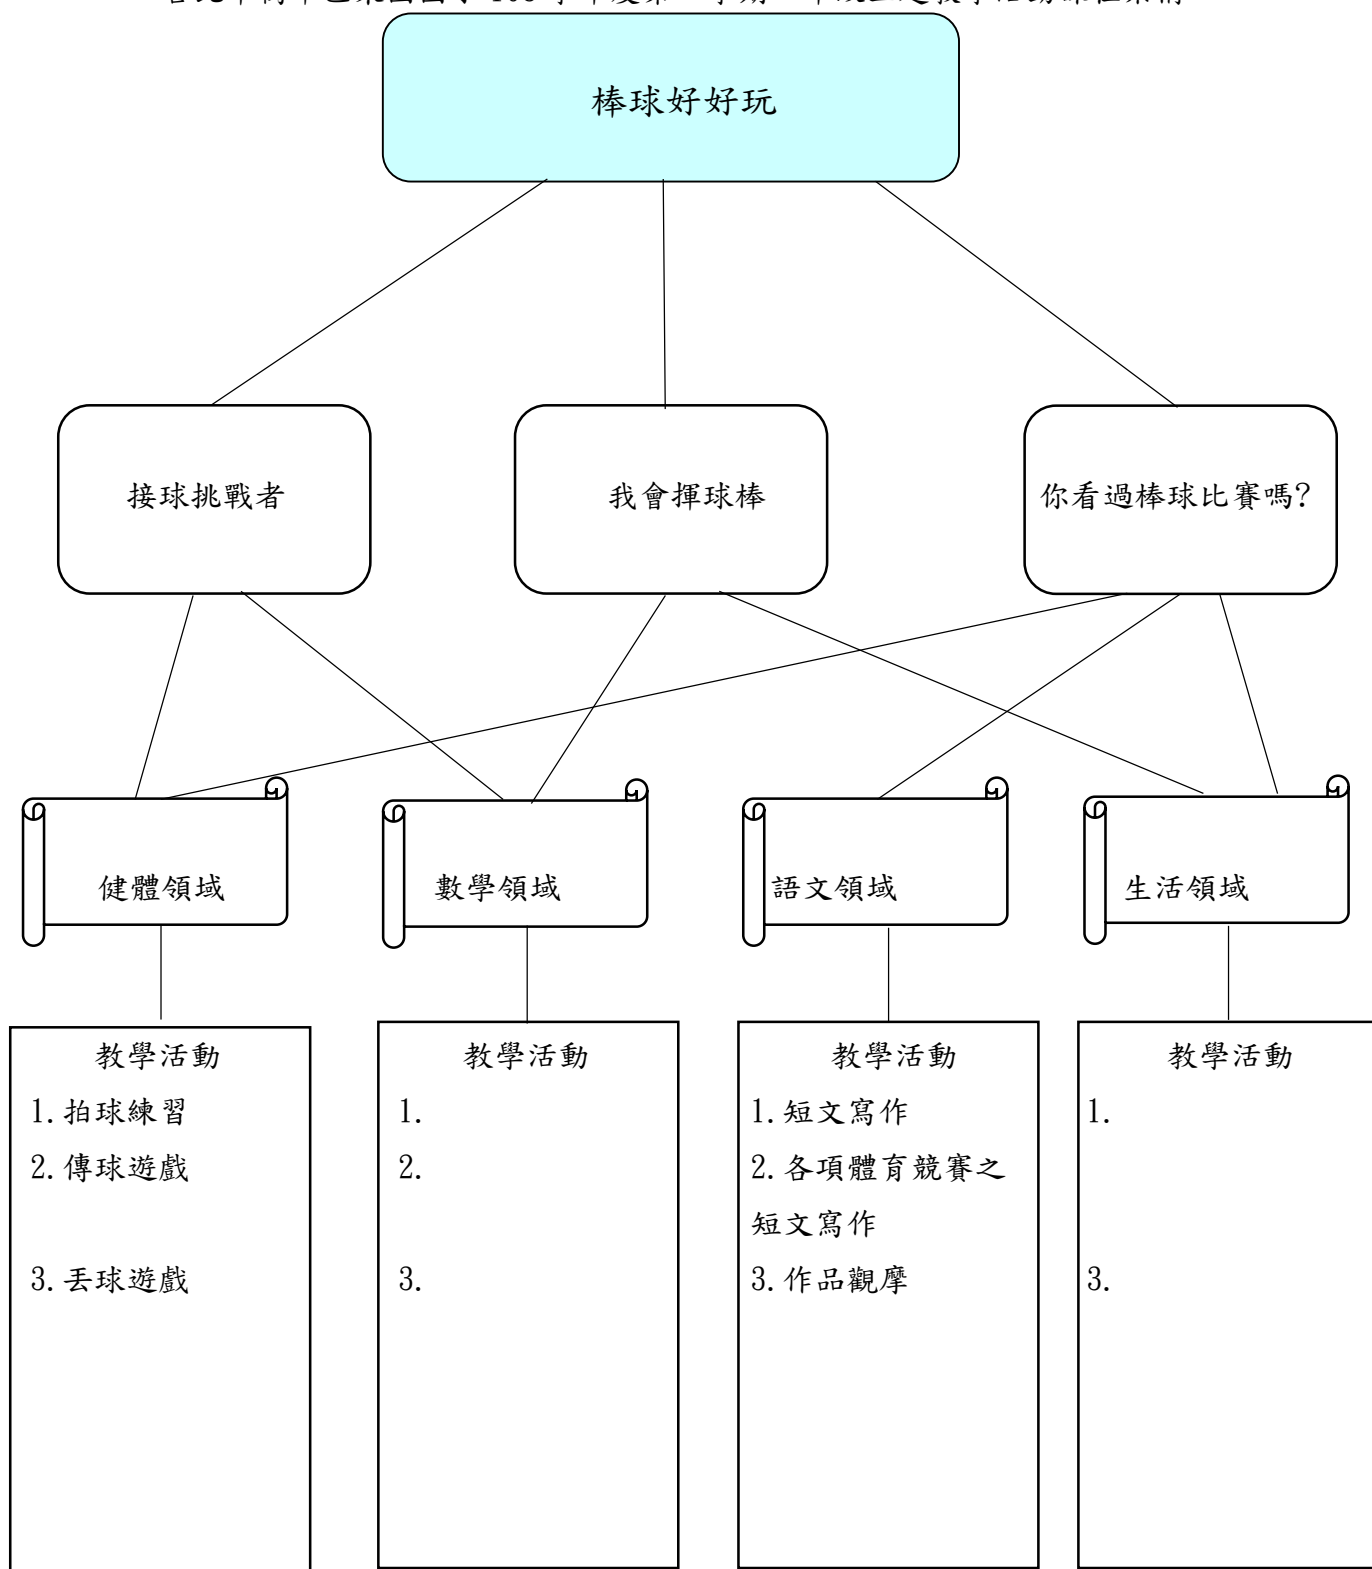 棒球好好玩
接球挑戰者
我會揮球棒
你看過棒球比賽嗎?
健體領域
數學領域
語文領域
生活領域
教學活動
1.拍球練習
2.傳球遊戲
3.丟球遊戲
教學活動
1.
2.
3.
教學活動
1.短文寫作
2.各項體育競賽之
短文寫作
3.作品觀摩
教學活動
1.
3.